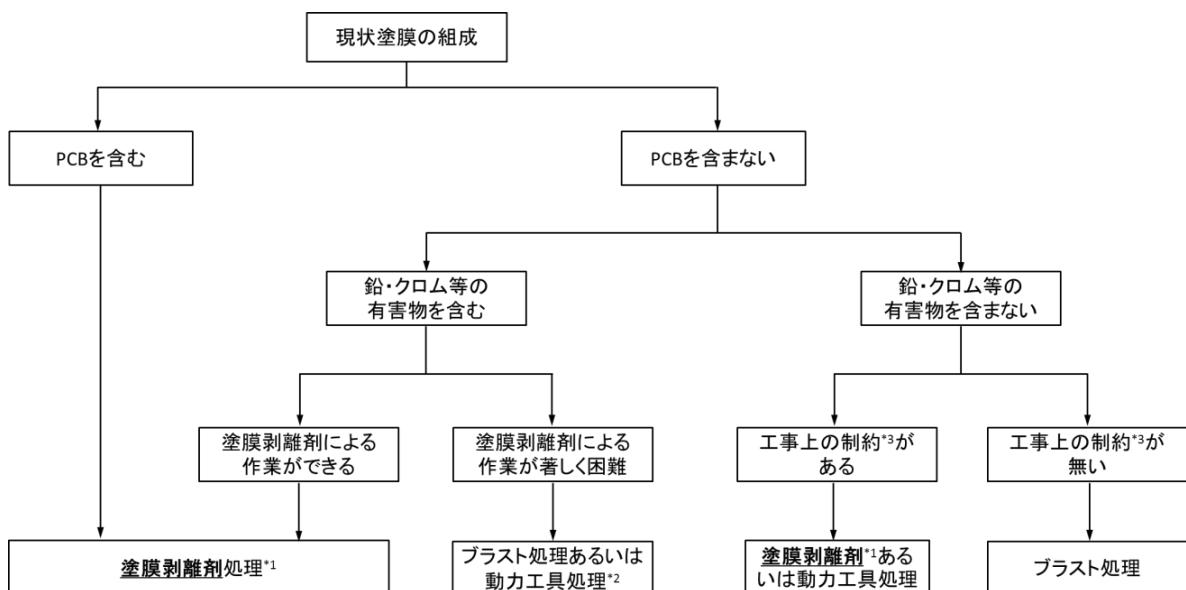 現状塗膜の組成
PCBを含む
PCBを含まない
鉛・クロム等の
有害物を含む
鉛・クロム等の
有害物を含まない
塗膜剥離剤による
作業ができる
塗膜剥離剤による
作業が著しく困難
工事上の制約*3が
ある
工事上の制約*3が
無い
塗膜剥離剤処理*1
ブラスト処理あるいは
動力工具処理*2
塗膜剥離剤*1ある
いは動力工具処理
ブラスト処理